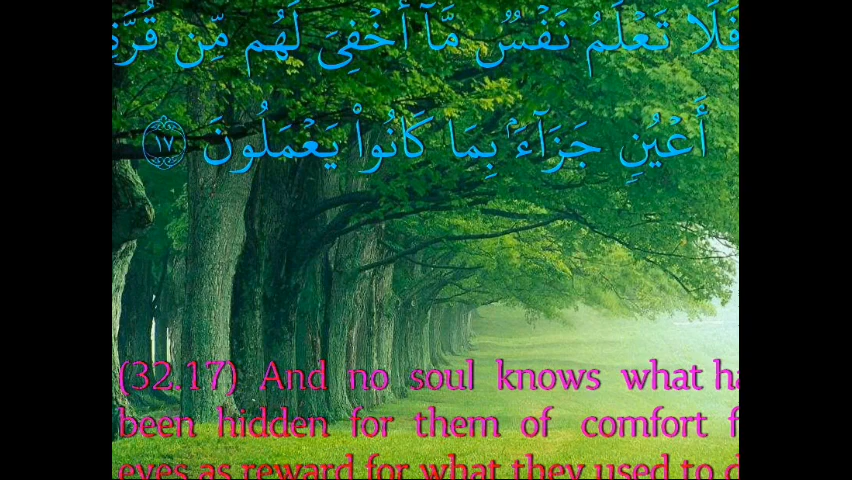 فَلَا تَعْلَمُ نَفْسٌ مَّآ أُخْفِىَ لَهُم مِّن قُرَّةِ
أَعْيُنٍ جَزَآءًۢ بِمَا كَانُوا۟ يَعْمَلُونَ ١٧
(32.17) And no soul knows what ha
been hidden for them of comfort f
eyes as reward for what they used to d